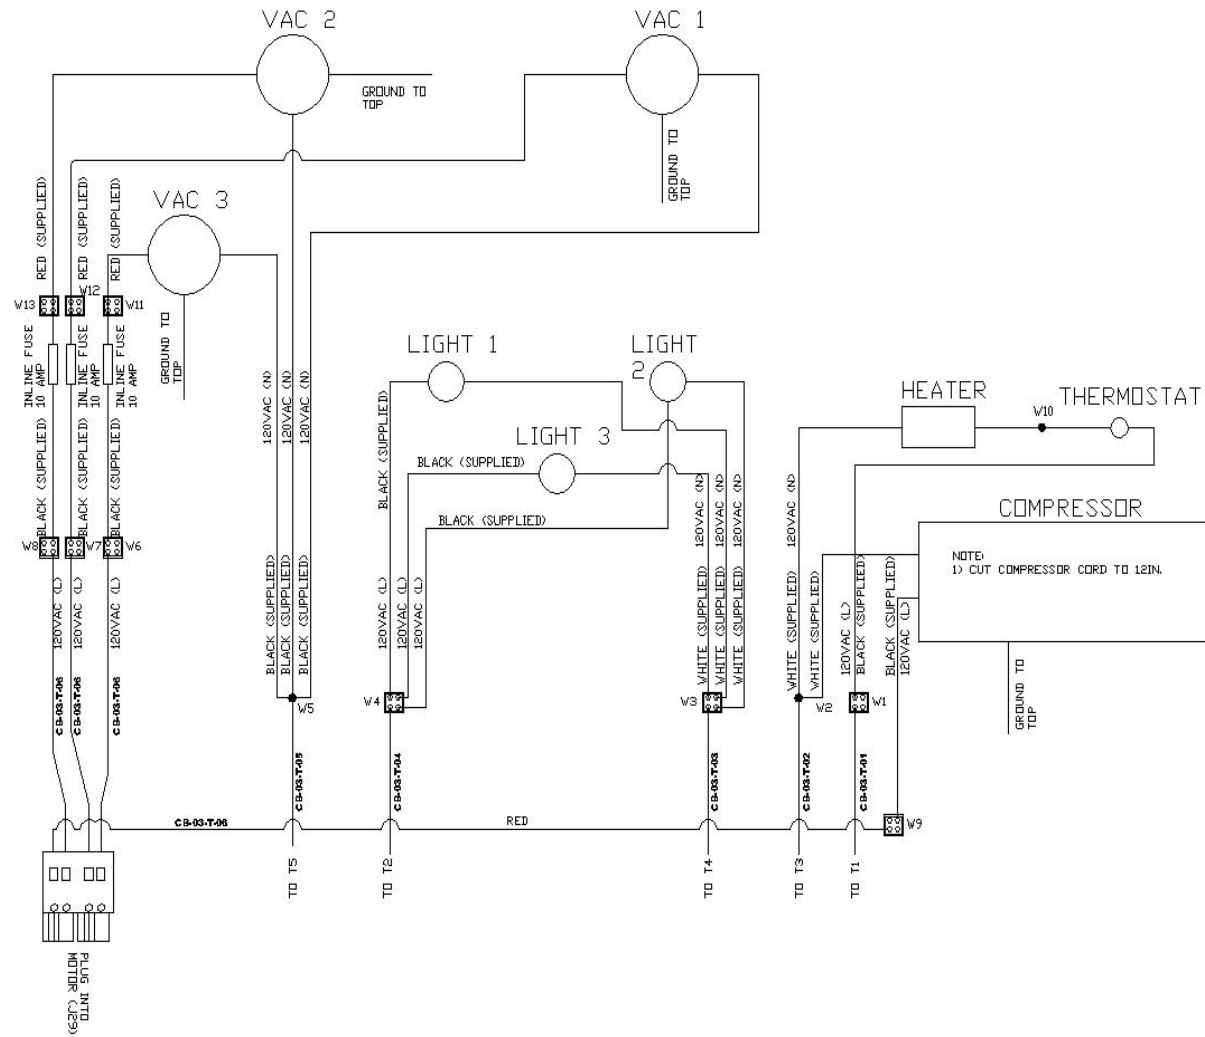 VAC 2
VAC 1
GROUND TO
TOP
GROUND TO
TOP
RED (SUPPLIED)
RED (SUPPLIED)
RED (SUPPLIED)
VAC 3
W13
W12
W11
GROUND TO
TOP
INLINE FUSE
10 AMP
INLINE FUSE
10 AMP
INLINE FUSE
10 AMP
LIGHT 1
LIGHT
2
HEATER
THERMOSTAT
W10
120VAC (N)
120VAC (N)
120VAC (N)
BLACK (SUPPLIED)
LIGHT 3
BLACK (SUPPLIED)
BLACK (SUPPLIED)
120VAC (N)
120VAC (N)
120VAC (N)
120VAC (N)
COMPRESSOR
NOTE:
1) CUT COMPRESSOR CORD TO 12IN.
BLACK (SUPPLIED)
BLACK (SUPPLIED)
BLACK (SUPPLIED)
W8
W7
W6
120VAC (L)
120VAC (L)
120VAC (L)
BLACK (SUPPLIED)
BLACK (SUPPLIED)
BLACK (SUPPLIED)
120VAC (L)
120VAC (L)
120VAC (L)
WHITE (SUPPLIED)
WHITE (SUPPLIED)
WHITE (SUPPLIED)
WHITE (SUPPLIED)
WHITE (SUPPLIED)
120VAC (L)
BLACK (SUPPLIED)
BLACK (SUPPLIED)
120VAC (L)
GROUND TO
TOP
CB-03-T-06
CB-03-T-06
CB-03-T-06
W5
W4
W3
W2
W1
CB-03-T-05
CB-03-T-04
CB-03-T-03
CB-03-T-02
CB-03-T-01
CB-03-T-06
RED
W9
TO T5
TO T2
TO T4
TO T3
TO T1
PLUG INTO
MOTOR (J29)